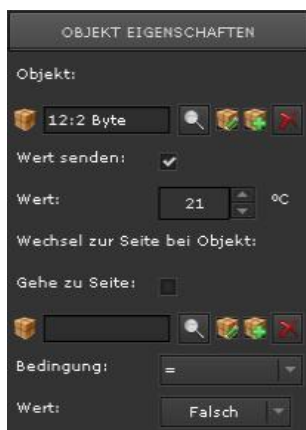 OBJEKT EIGENSCHAFTEN
Objekt:
12:2 Byte
Wert senden:
Wert: 21 ºC
Wechsel zur Seite bei Objekt:
Gehe zu Seite:
Bedingung: =
Wert: Falsch